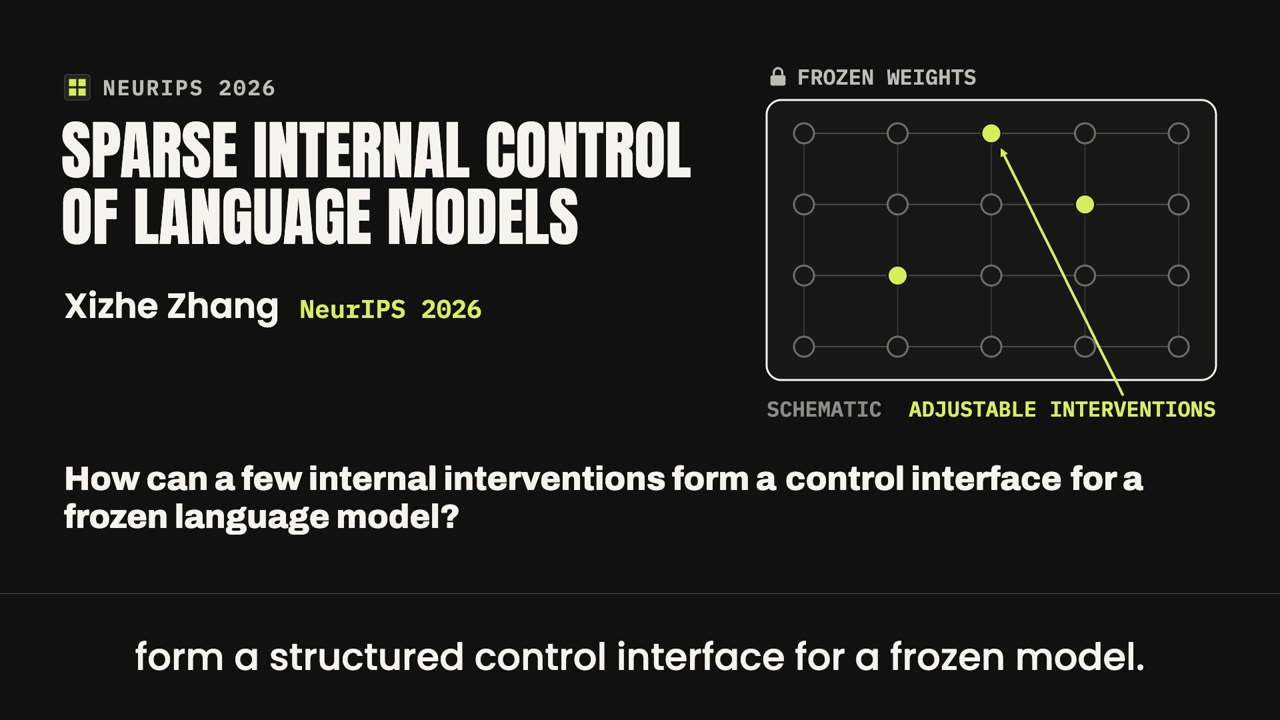 NEURIPS 2026
SPARSE INTERNAL CONTROL
OF LANGUAGE MODELS
Xizhe Zhang NeurIPS 2026
FROZEN WEIGHTS
SCHEMATIC ADJUSTABLE INTERVENTIONS
How can a few internal interventions form a control interface for a
frozen language model?
form a structured control interface for a frozen model.